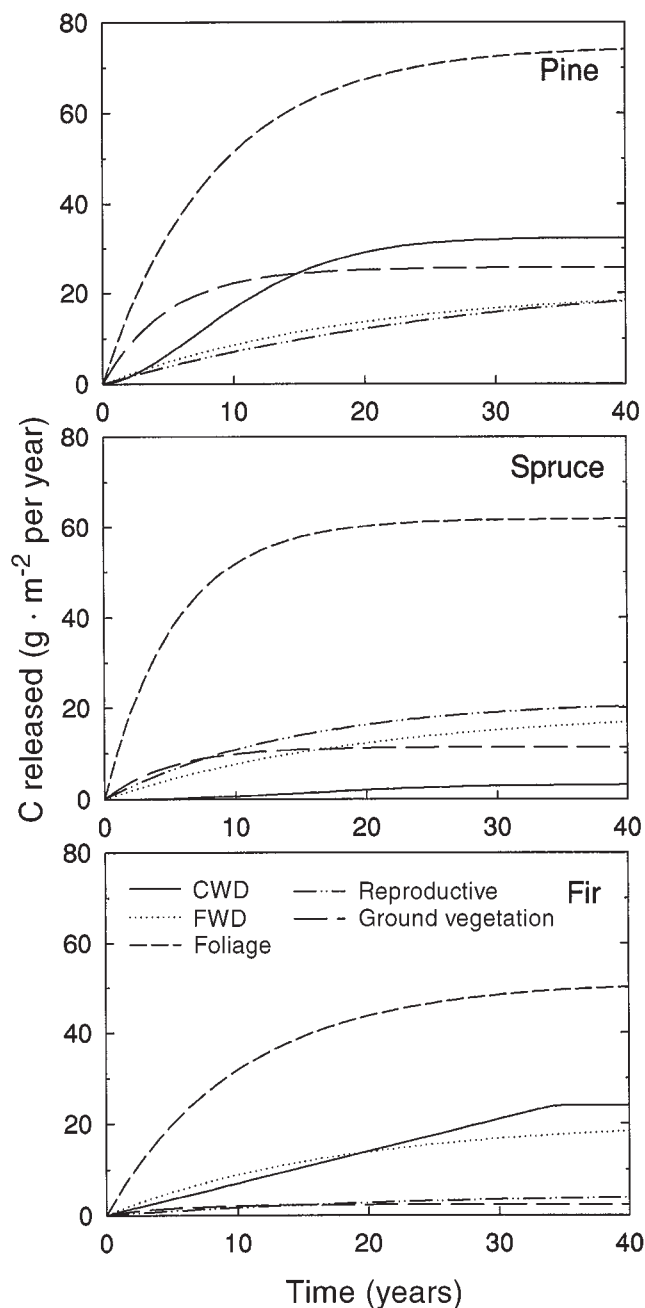 80
Pine
60
40
20
0
0 10 20 30 40
80
Spruce
60
40
20
0
0 10 20 30 40
80
CWD Reproductive Fir
FWD Ground vegetation
60
Foliage
40
20
0
0 10 20 30 40
C released (g · m⁻² per year)
Time (years)